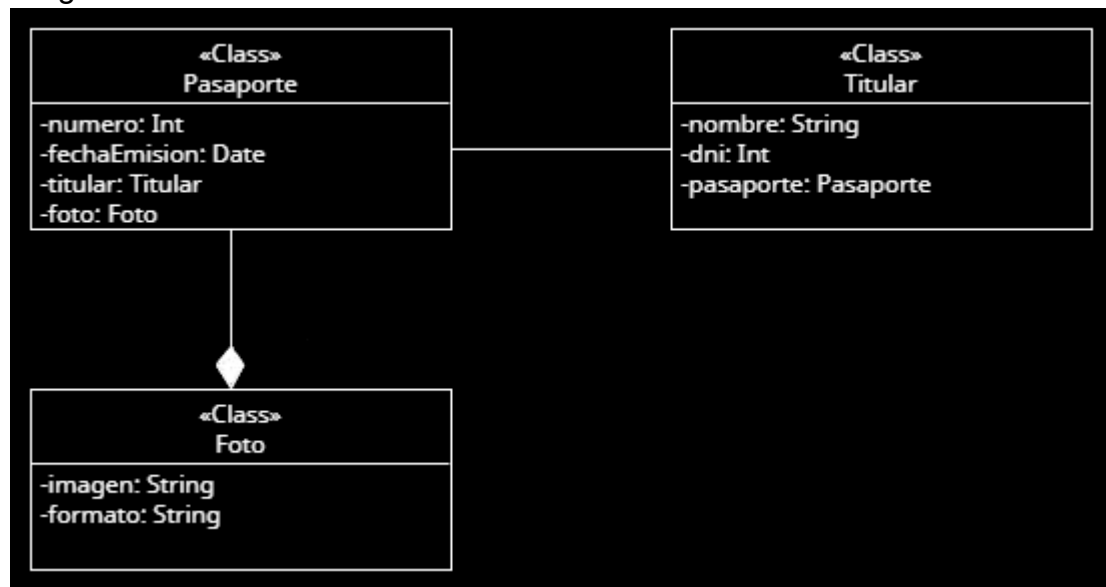 «Class»
Pasaporte
-numero: Int
-fechaEmision: Date
-titular: Titular
-foto: Foto
«Class»
Titular
-nombre: String
-dni: Int
-pasaporte: Pasaporte
«Class»
Foto
-imagen: String
-formato: String